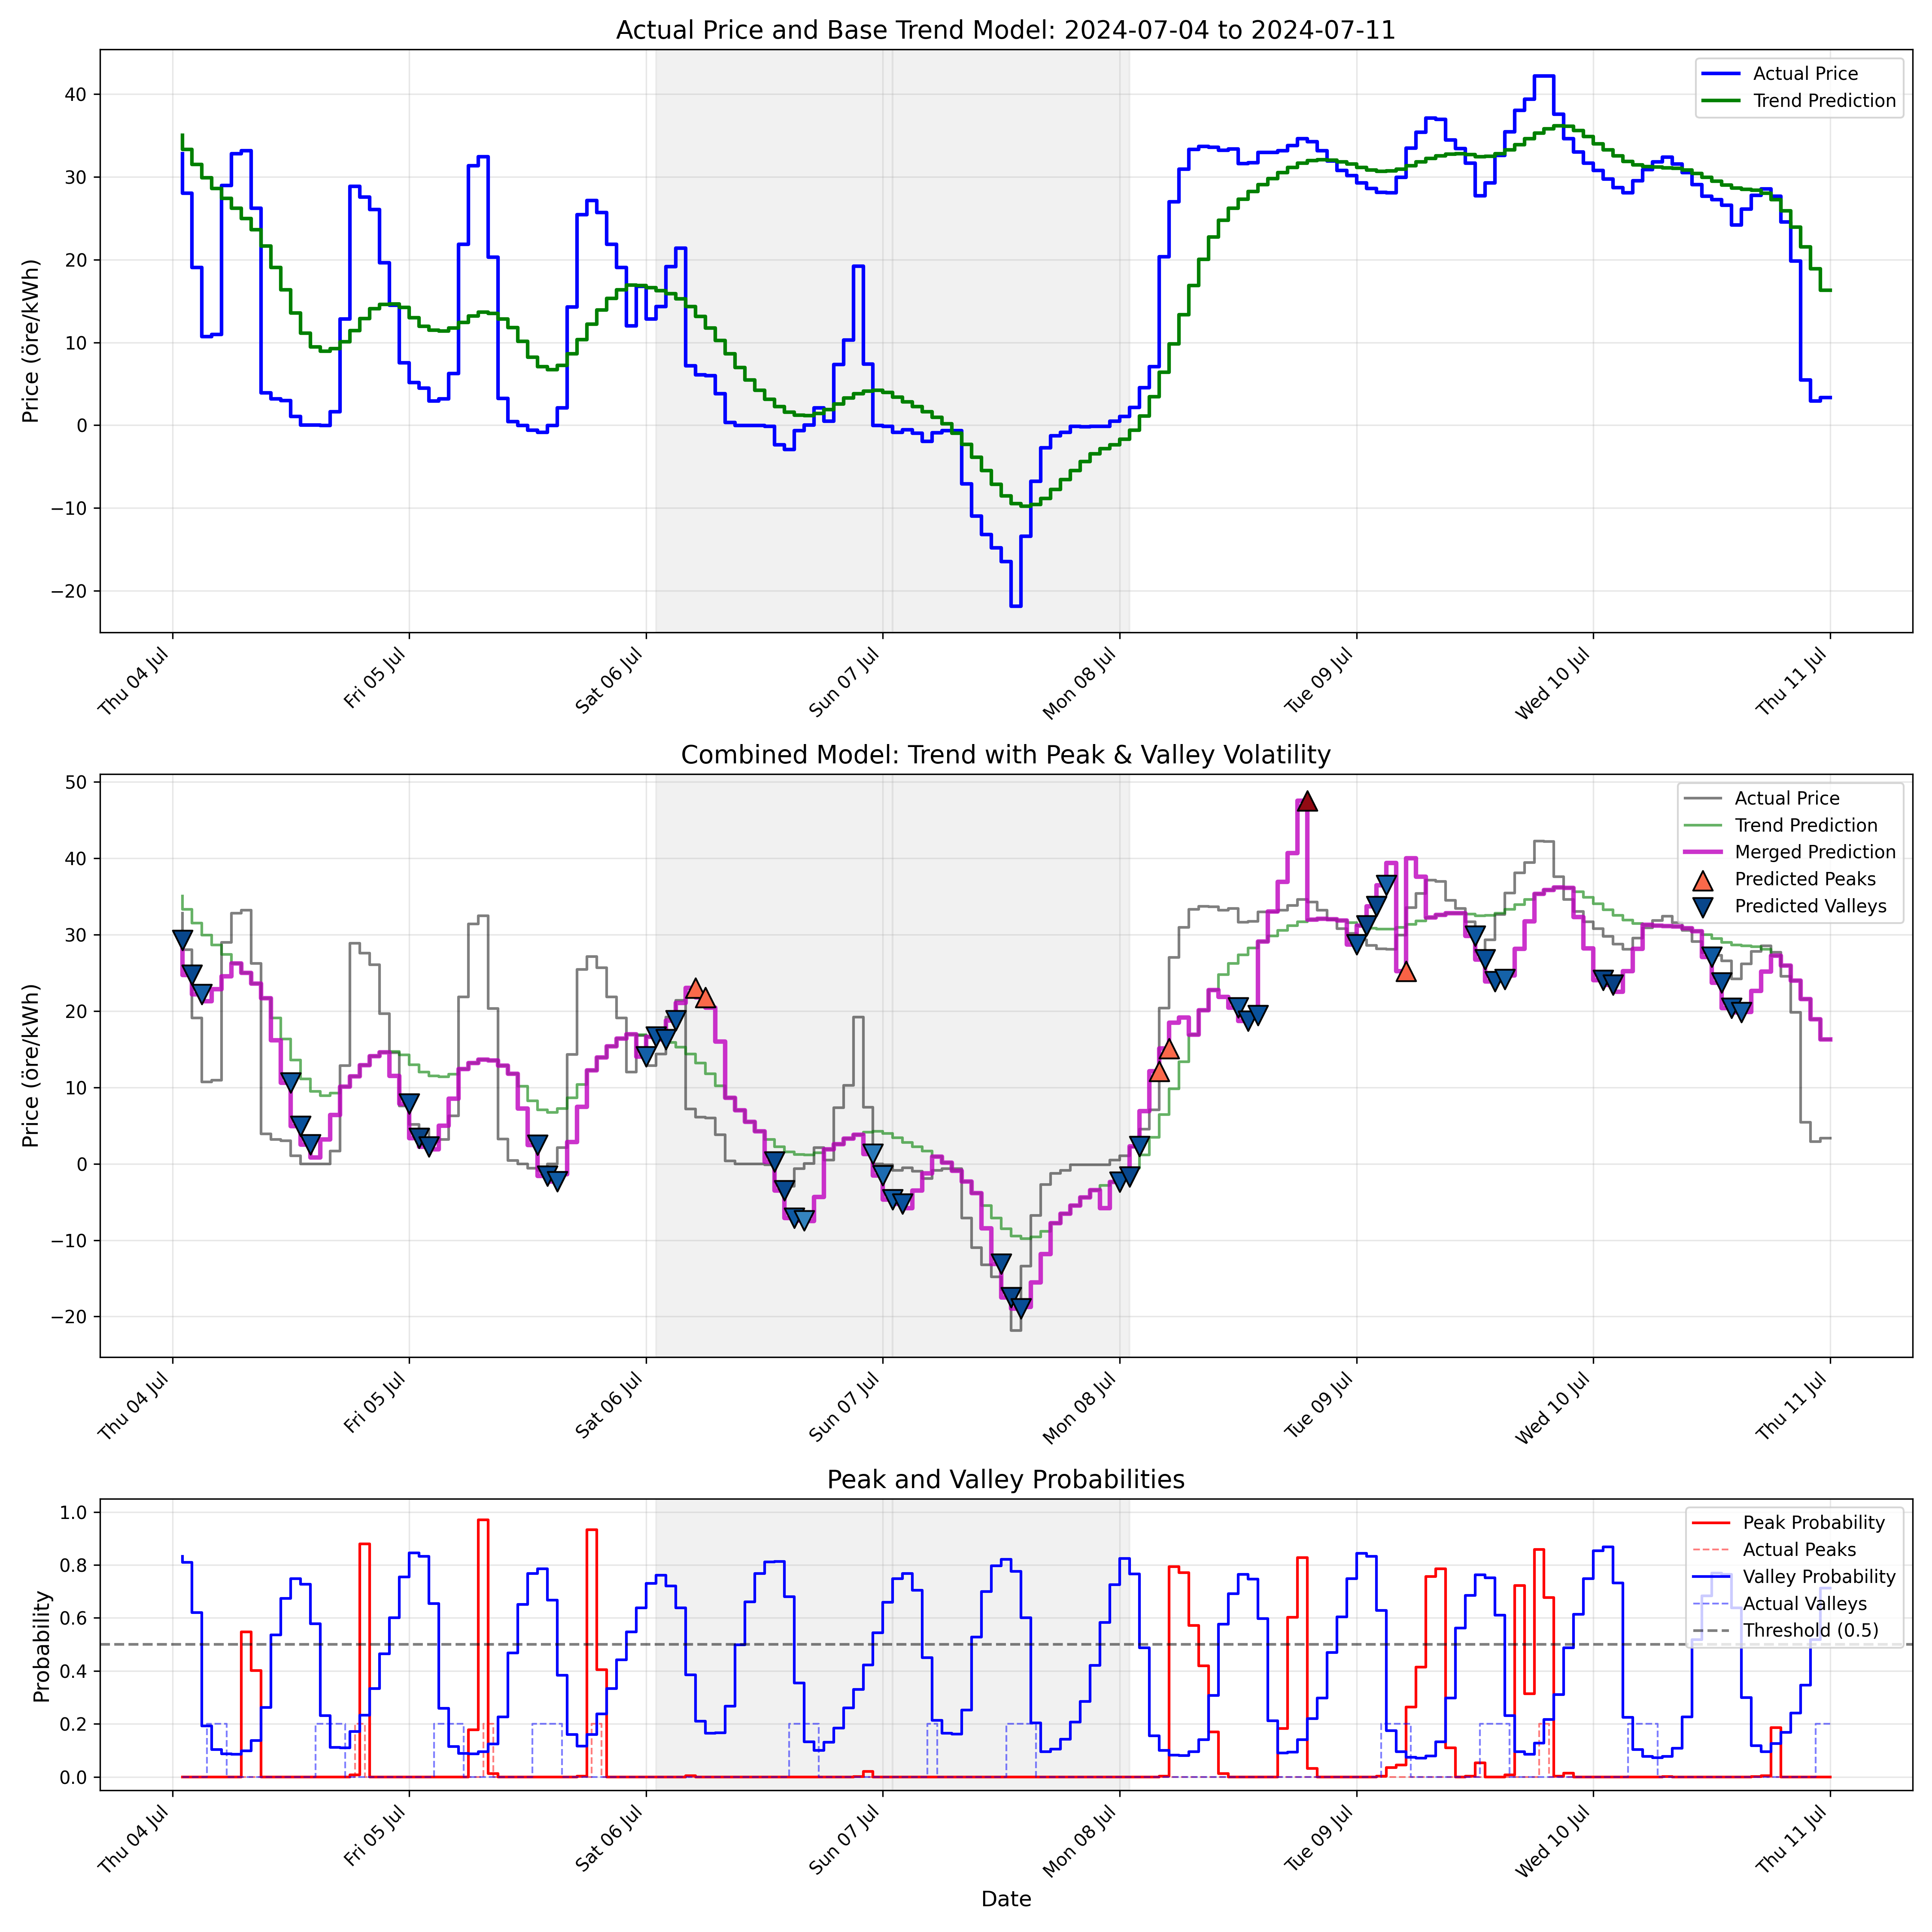 Actual Price and Base Trend Model: 2024-07-04 to 2024-07-11
Price (öre/kWh)
40
30
20
10
0
−10
−20
Actual Price
Trend Prediction
Thu 04 Jul
Fri 05 Jul
Sat 06 Jul
Sun 07 Jul
Mon 08 Jul
Tue 09 Jul
Wed 10 Jul
Thu 11 Jul
Combined Model: Trend with Peak & Valley Volatility
Price (öre/kWh)
50
40
30
20
10
0
−10
−20
Actual Price
Trend Prediction
Merged Prediction
Predicted Peaks
Predicted Valleys
Thu 04 Jul
Fri 05 Jul
Sat 06 Jul
Sun 07 Jul
Mon 08 Jul
Tue 09 Jul
Wed 10 Jul
Thu 11 Jul
Peak and Valley Probabilities
Probability
1.0
0.8
0.6
0.4
0.2
0.0
Peak Probability
Actual Peaks
Valley Probability
Actual Valleys
Threshold (0.5)
Thu 04 Jul
Fri 05 Jul
Sat 06 Jul
Sun 07 Jul
Mon 08 Jul
Tue 09 Jul
Wed 10 Jul
Thu 11 Jul
Date